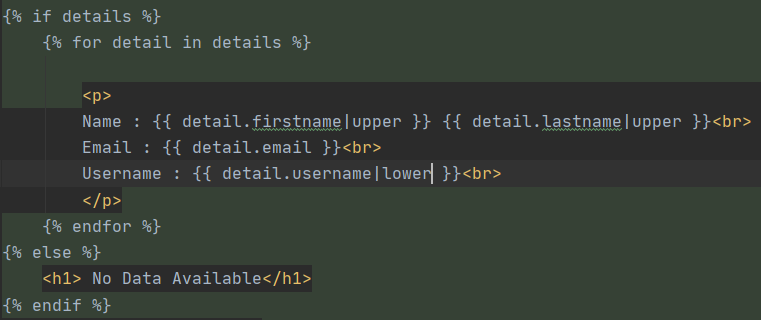 {% if details %}
{% for detail in details %}
<p>
Name : {{ detail.firstname|upper }} {{ detail.lastname|upper }}<br>
Email : {{ detail.email }}<br>
Username : {{ detail.username|lower }}<br>
</p>
{% endfor %}
{% else %}
<h1> No Data Available</h1>
{% endif %}